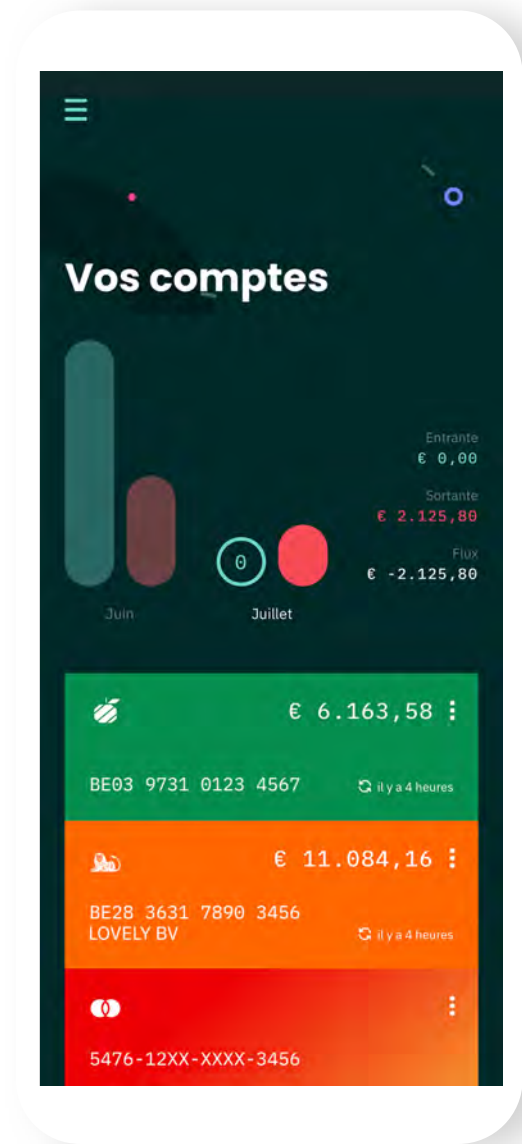 Vos comptes
Entrante
€ 0,00
Sortante
€ 2.125,80
Flux
€ -2.125,80
0
Juin
Juillet
€ 6.163,58
BE03 9731 0123 4567
il y a 4 heures
€ 11.084,16
BE28 3631 7890 3456
LOVELY BV
il y a 4 heures
5476-12XX-XXXX-3456